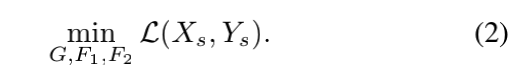 min_{G,F_1,F_2} \mathcal{L}(X_s, Y_s). (2)